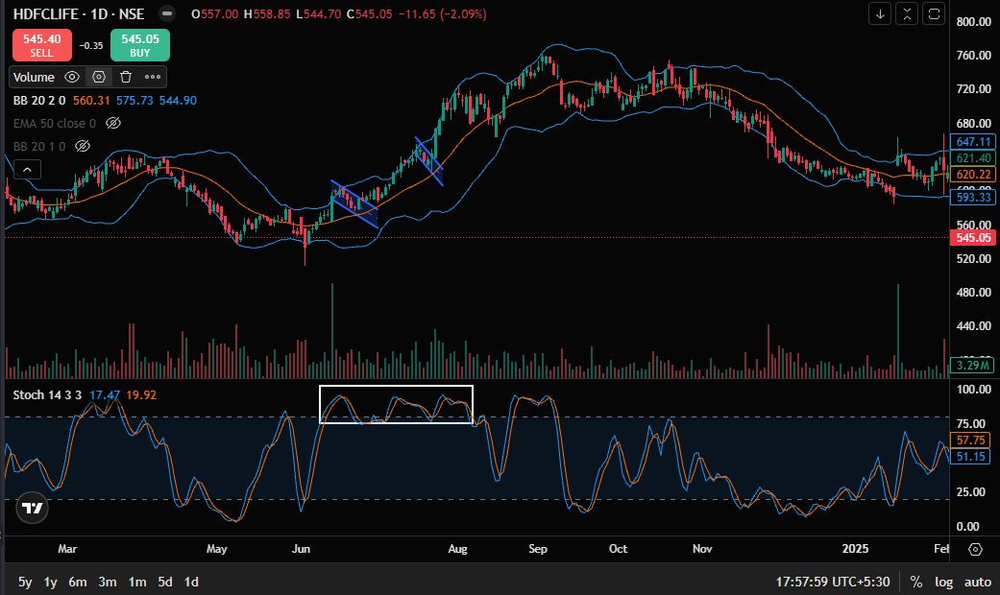 HDFCLIFE · 1D · NSE O557.00 H558.85 L544.70 C545.05 −11.65 (−2.09%)
545.40 SELL −0.35 545.05 BUY
Volume
BB 20 2 0 560.31 575.73 544.90
EMA 50 close 0
BB 20 1 0
800.00
760.00
720.00
680.00
647.11
621.40
620.22
593.33
560.00
545.05
520.00
480.00
440.00
3.29M
Stoch 14 3 3 17.47 19.92
100.00
75.00
57.75
51.15
25.00
0.00
Mar May Jun Aug Sep Oct Nov 2025 Fel
5y 1y 6m 3m 1m 5d 1d 17:57:59 UTC+5:30 % log auto